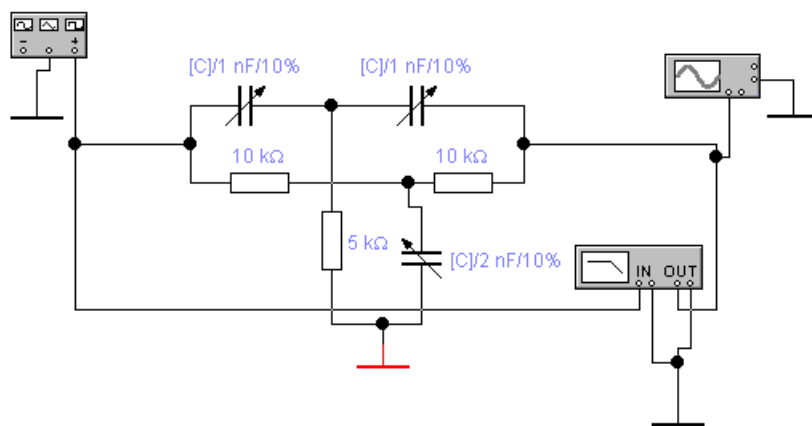 [C]/1 nF/10% [C]/1 nF/10%
10 kΩ 10 kΩ
5 kΩ
[C]/2 nF/10%
IN OUT